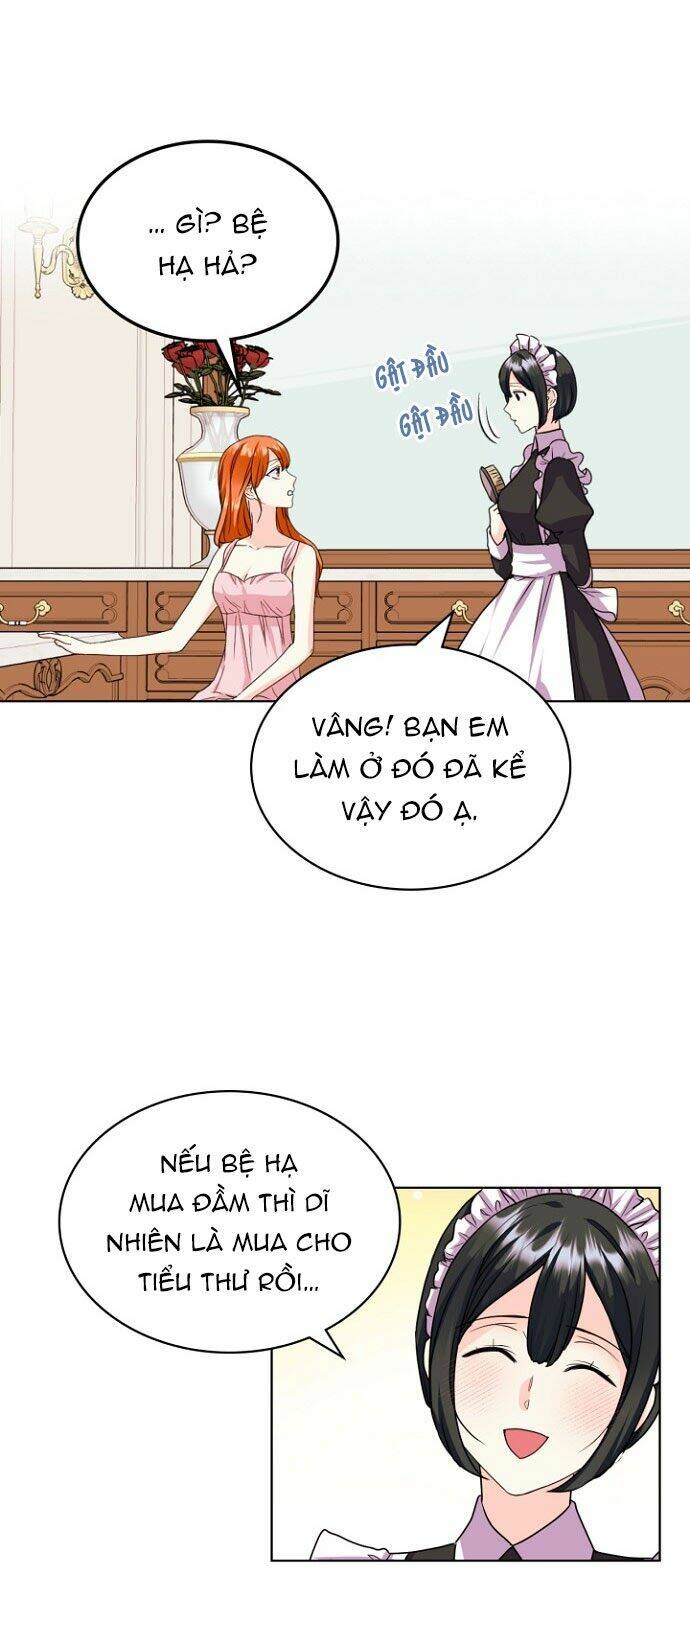 ... GÌ? BỆ
HẠ HẢ?
GẬT ĐẦU
GẬT ĐẦU
VÂNG! BẠN EM
LÀM Ở ĐÓ ĐÃ KỂ
VẬY ĐÓ Ạ.
NẾU BỆ HẠ
MUA ĐẦM THÌ DĨ
NHIÊN LÀ MUA CHO
TIỂU THƯ RỒI...